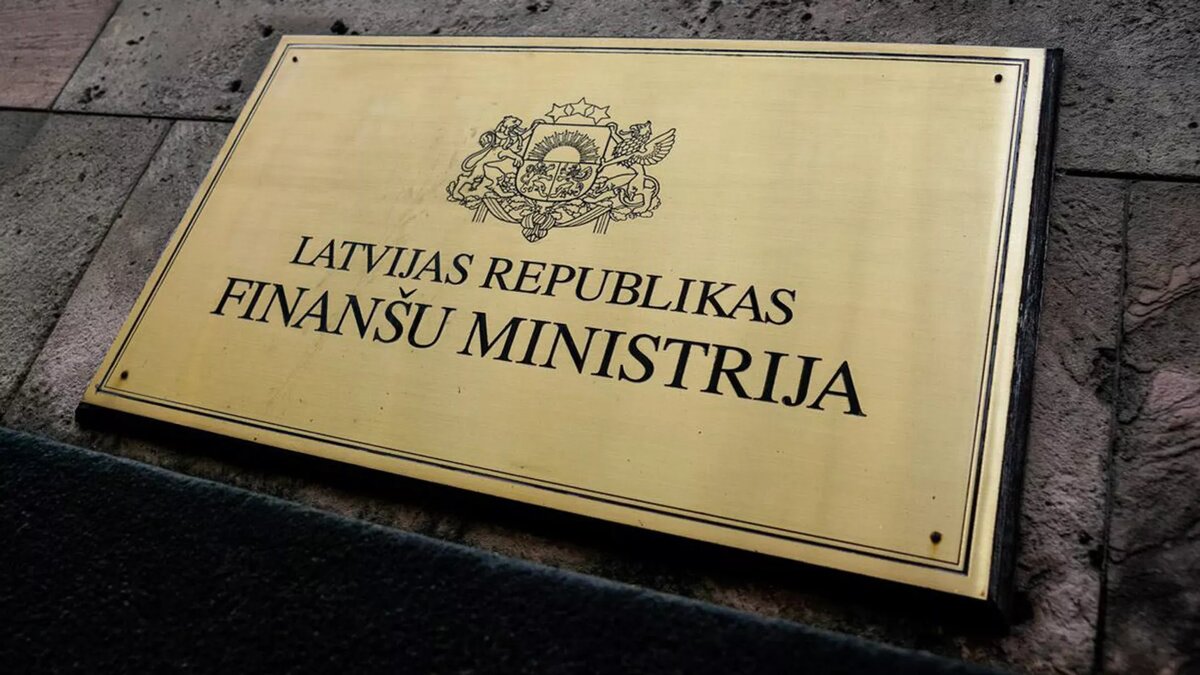 LATVIJAS REPUBLIKAS
FINANŠU MINISTRIJA